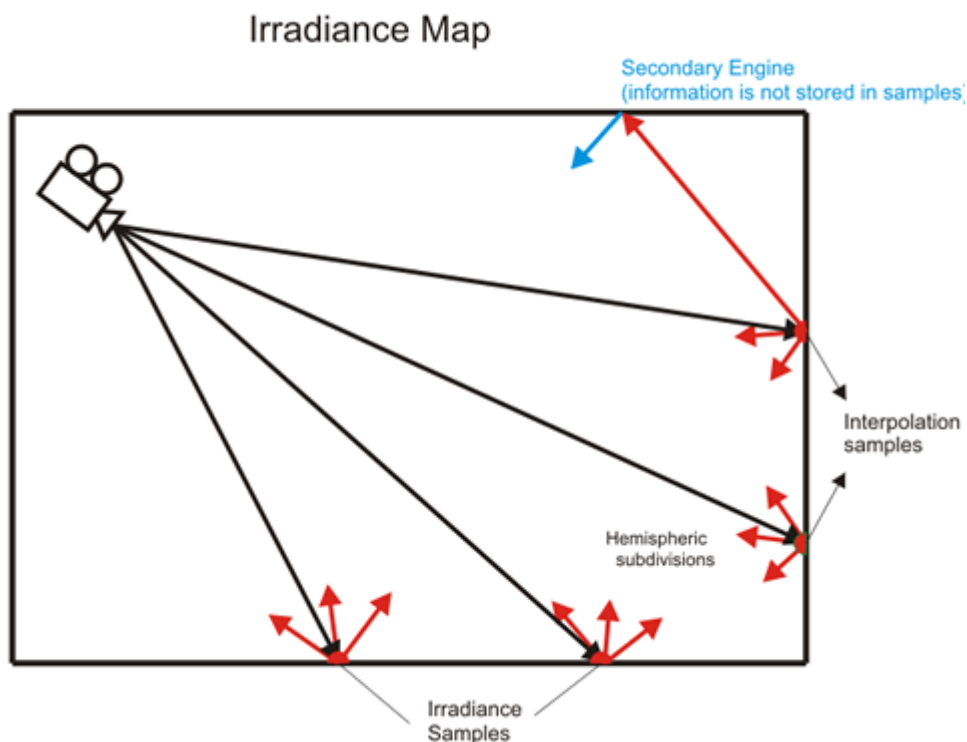 Irradiance Map
Secondary Engine
(information is not stored in samples)
Interpolation
samples
Hemispheric
subdivisions
Irradiance
Samples